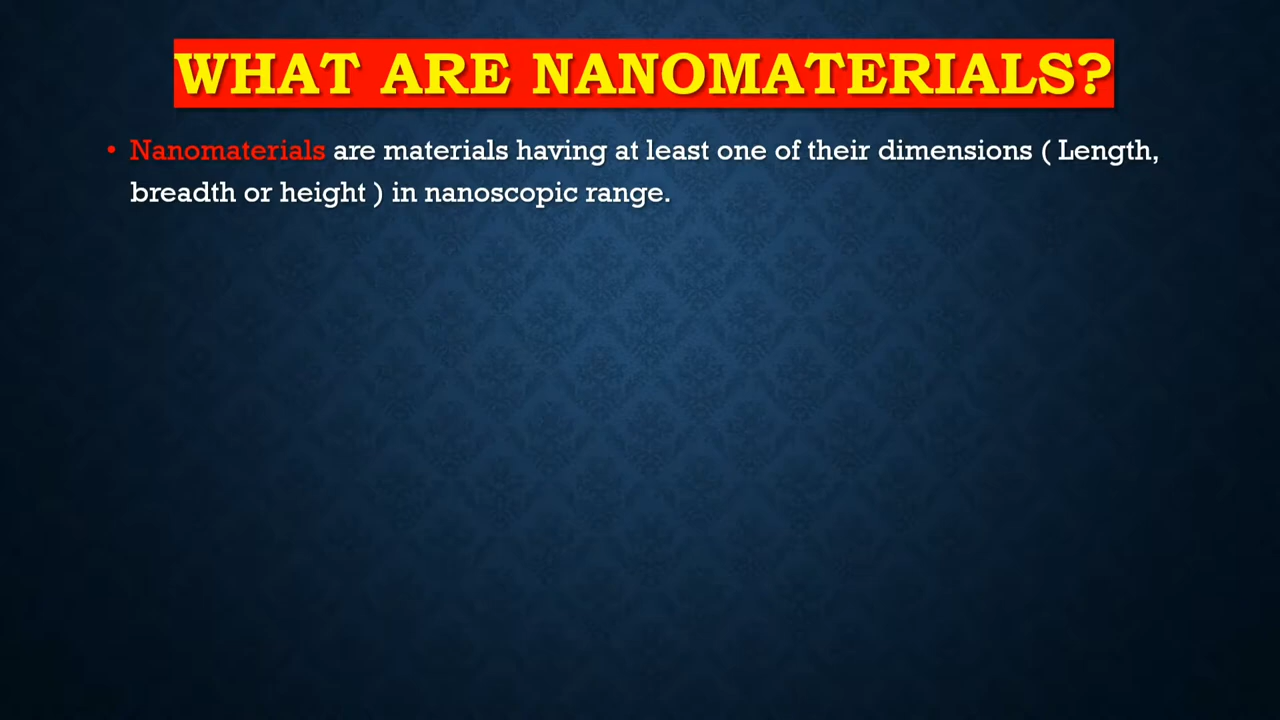 WHAT ARE NANOMATERIALS?
• Nanomaterials are materials having at least one of their dimensions ( Length,
breadth or height ) in nanoscopic range.